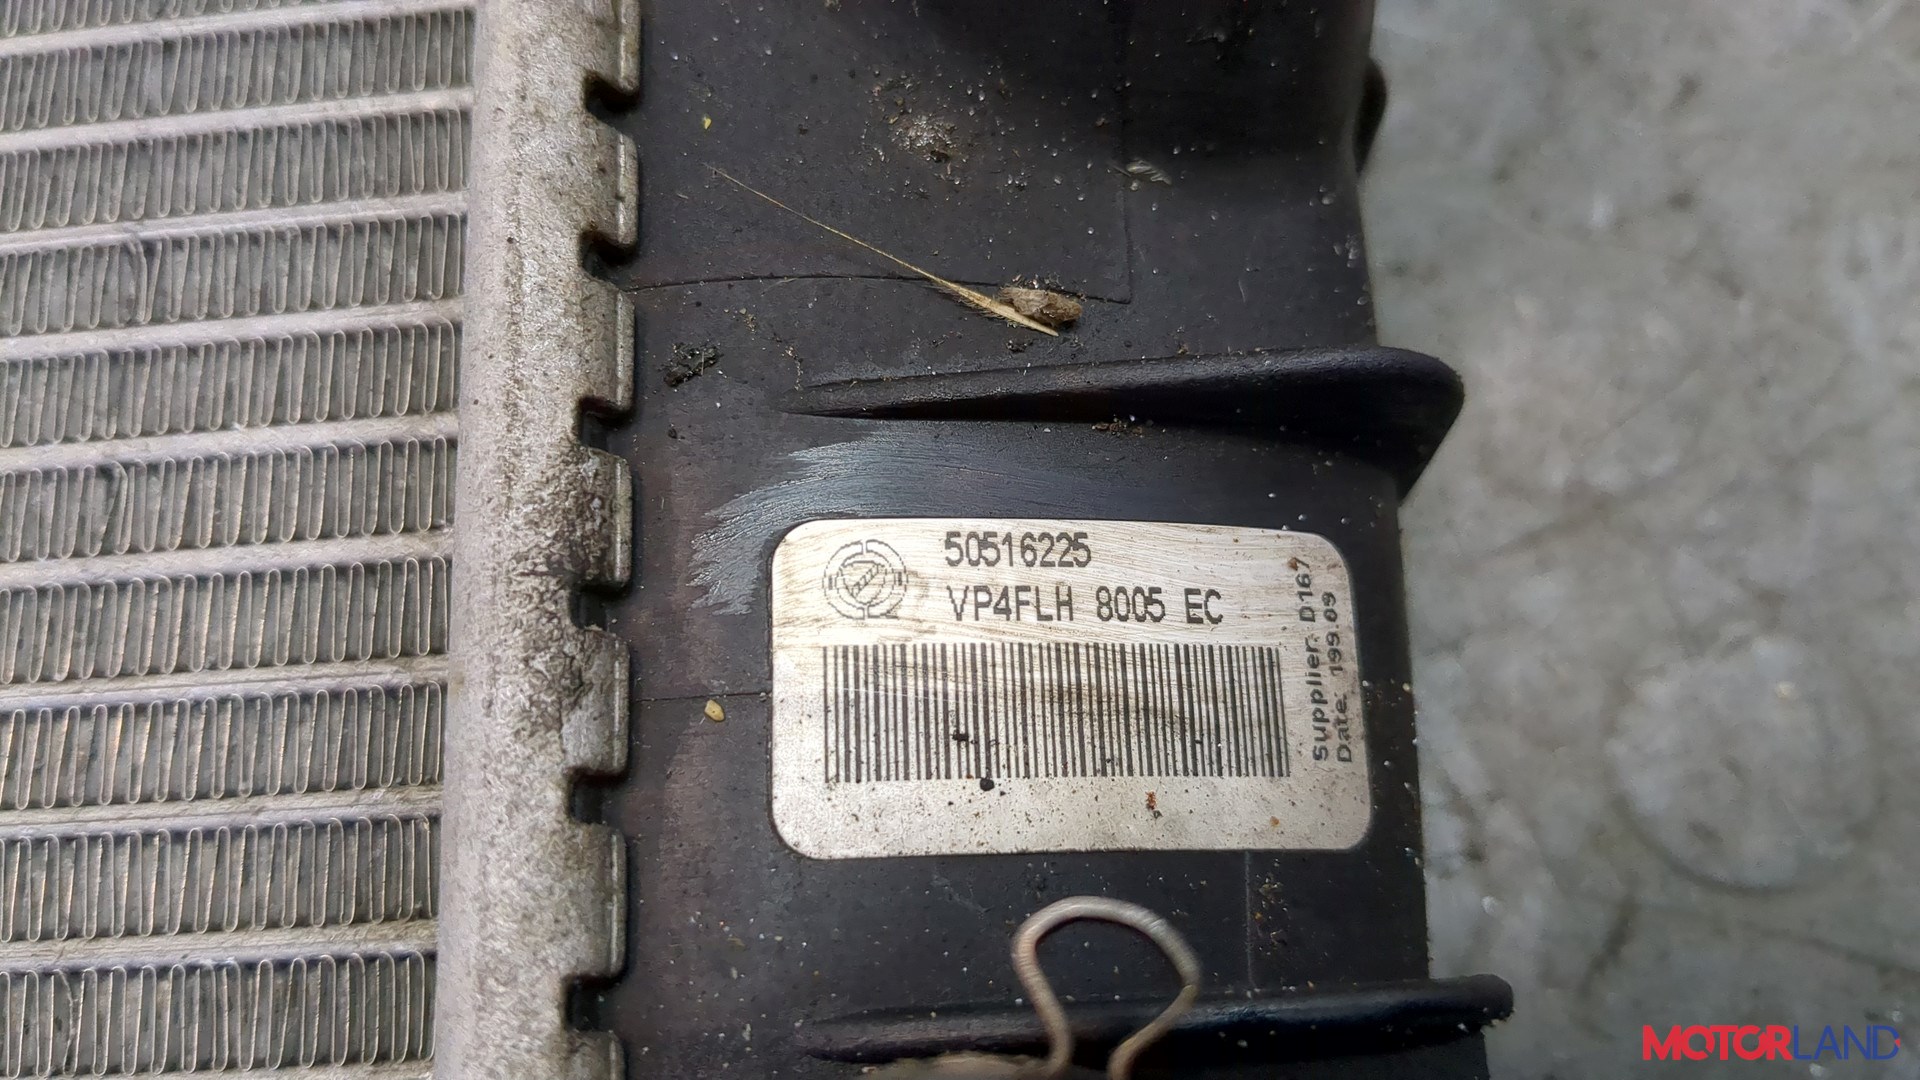 50516225
VP4FLH 8005 EC
Supplier: D167
Date: 199.09
MOTORLAND